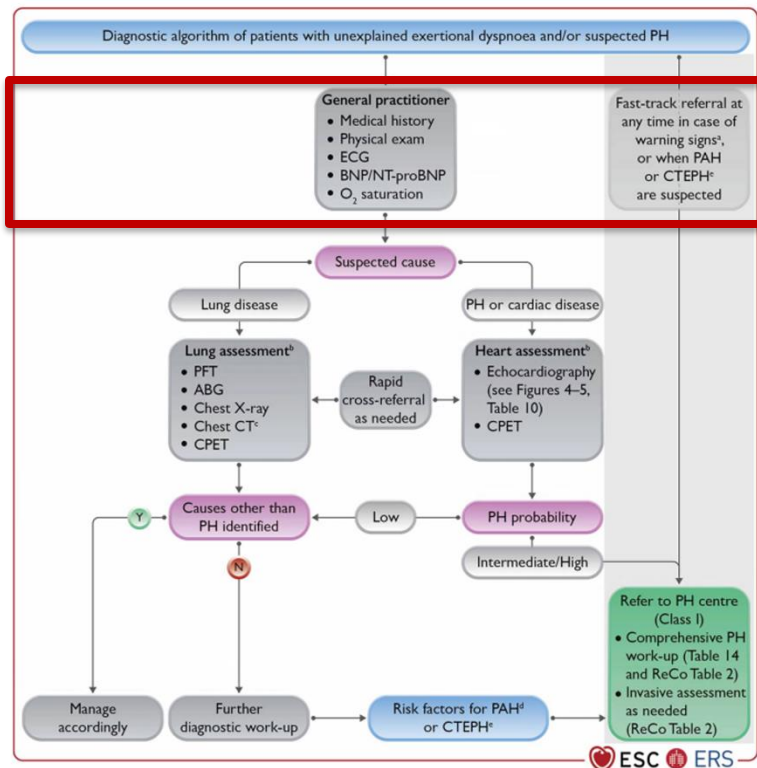 Diagnostic algorithm of patients with unexplained exertional dyspnoea and/or suspected PH
General practitioner
• Medical history
• Physical exam
• ECG
• BNP/NT-proBNP
• O₂ saturation
Fast-track referral at
any time in case of
warning signsᵃ,
or when PAH
or CTEPHᵉ
are suspected
Suspected cause
Lung disease
PH or cardiac disease
Lung assessmentᵇ
• PFT
• ABG
• Chest X-ray
• Chest CTᶜ
• CPET
Rapid
cross-referral
as needed
Heart assessmentᵇ
• Echocardiography
(see Figures 4–5,
Table 10)
• CPET
Y
Causes other than
PH identified
Low
PH probability
N
Intermediate/High
Refer to PH centre
(Class I)
• Comprehensive PH
work-up (Table 14
and ReCo Table 2)
• Invasive assessment
as needed
(ReCo Table 2)
Manage
accordingly
Further
diagnostic work-up
Risk factors for PAHᵈ
or CTEPHᵉ
ESC ERS